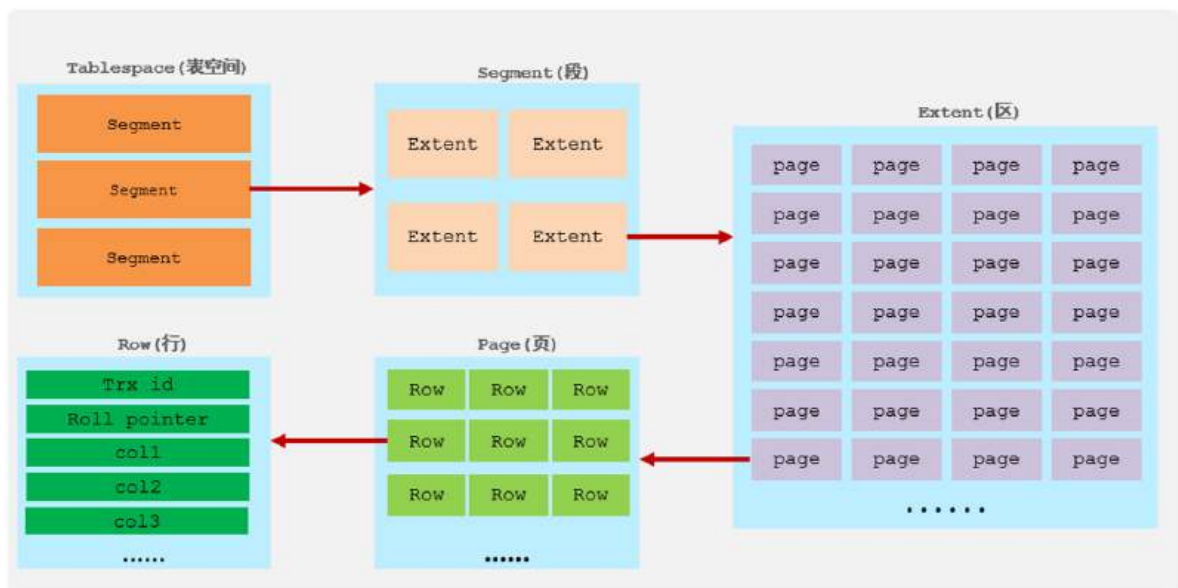 Tablespace(表空间)
Segment
Segment
Segment
Segment(段)
Extent Extent
Extent Extent
Extent(区)
page page page page
page page page page
page page page page
page page page page
page page page page
page page page page
page page page page
......
Page(页)
Row Row Row
Row Row Row
Row Row Row
......
Row(行)
Trx id
Roll pointer
col1
col2
col3
......